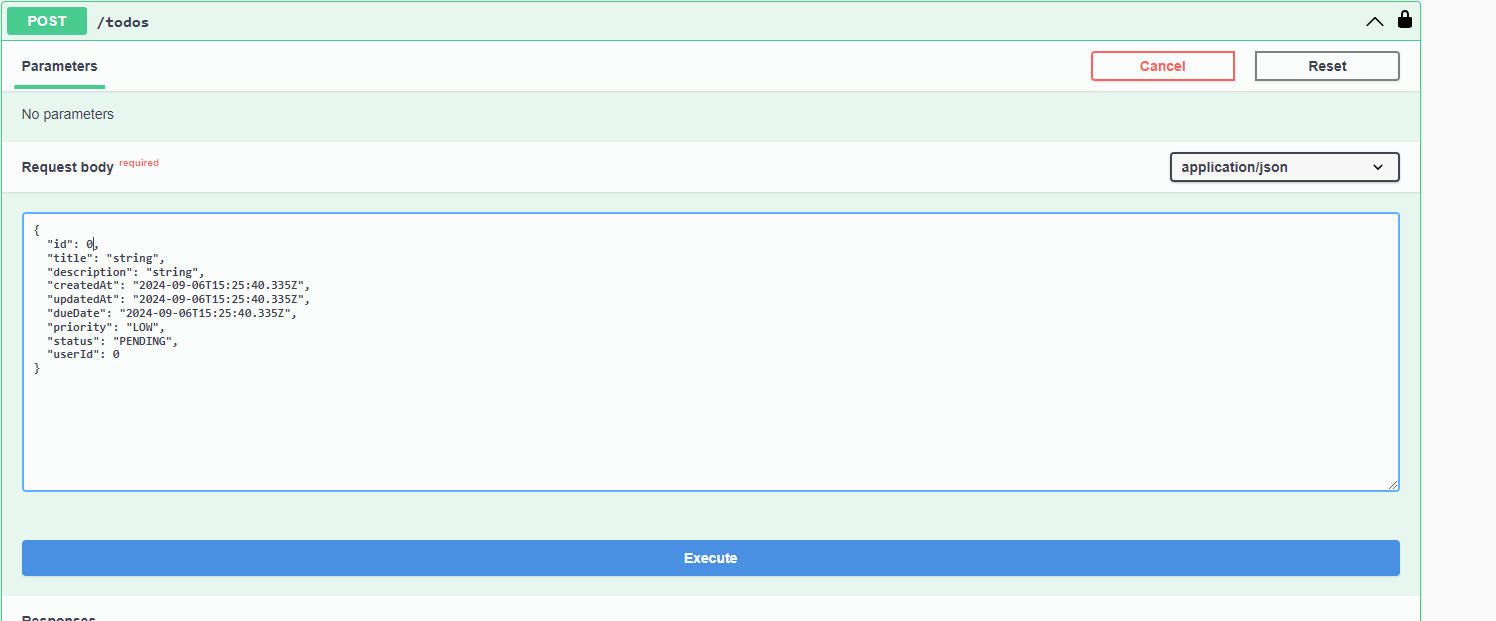 POST /todos
Parameters
Cancel
Reset
No parameters
Request body required
application/json
{
  "id": 0,
  "title": "string",
  "description": "string",
  "createdAt": "2024-09-06T15:25:40.335Z",
  "updatedAt": "2024-09-06T15:25:40.335Z",
  "dueDate": "2024-09-06T15:25:40.335Z",
  "priority": "LOW",
  "status": "PENDING",
  "userId": 0
}
Execute
Responses